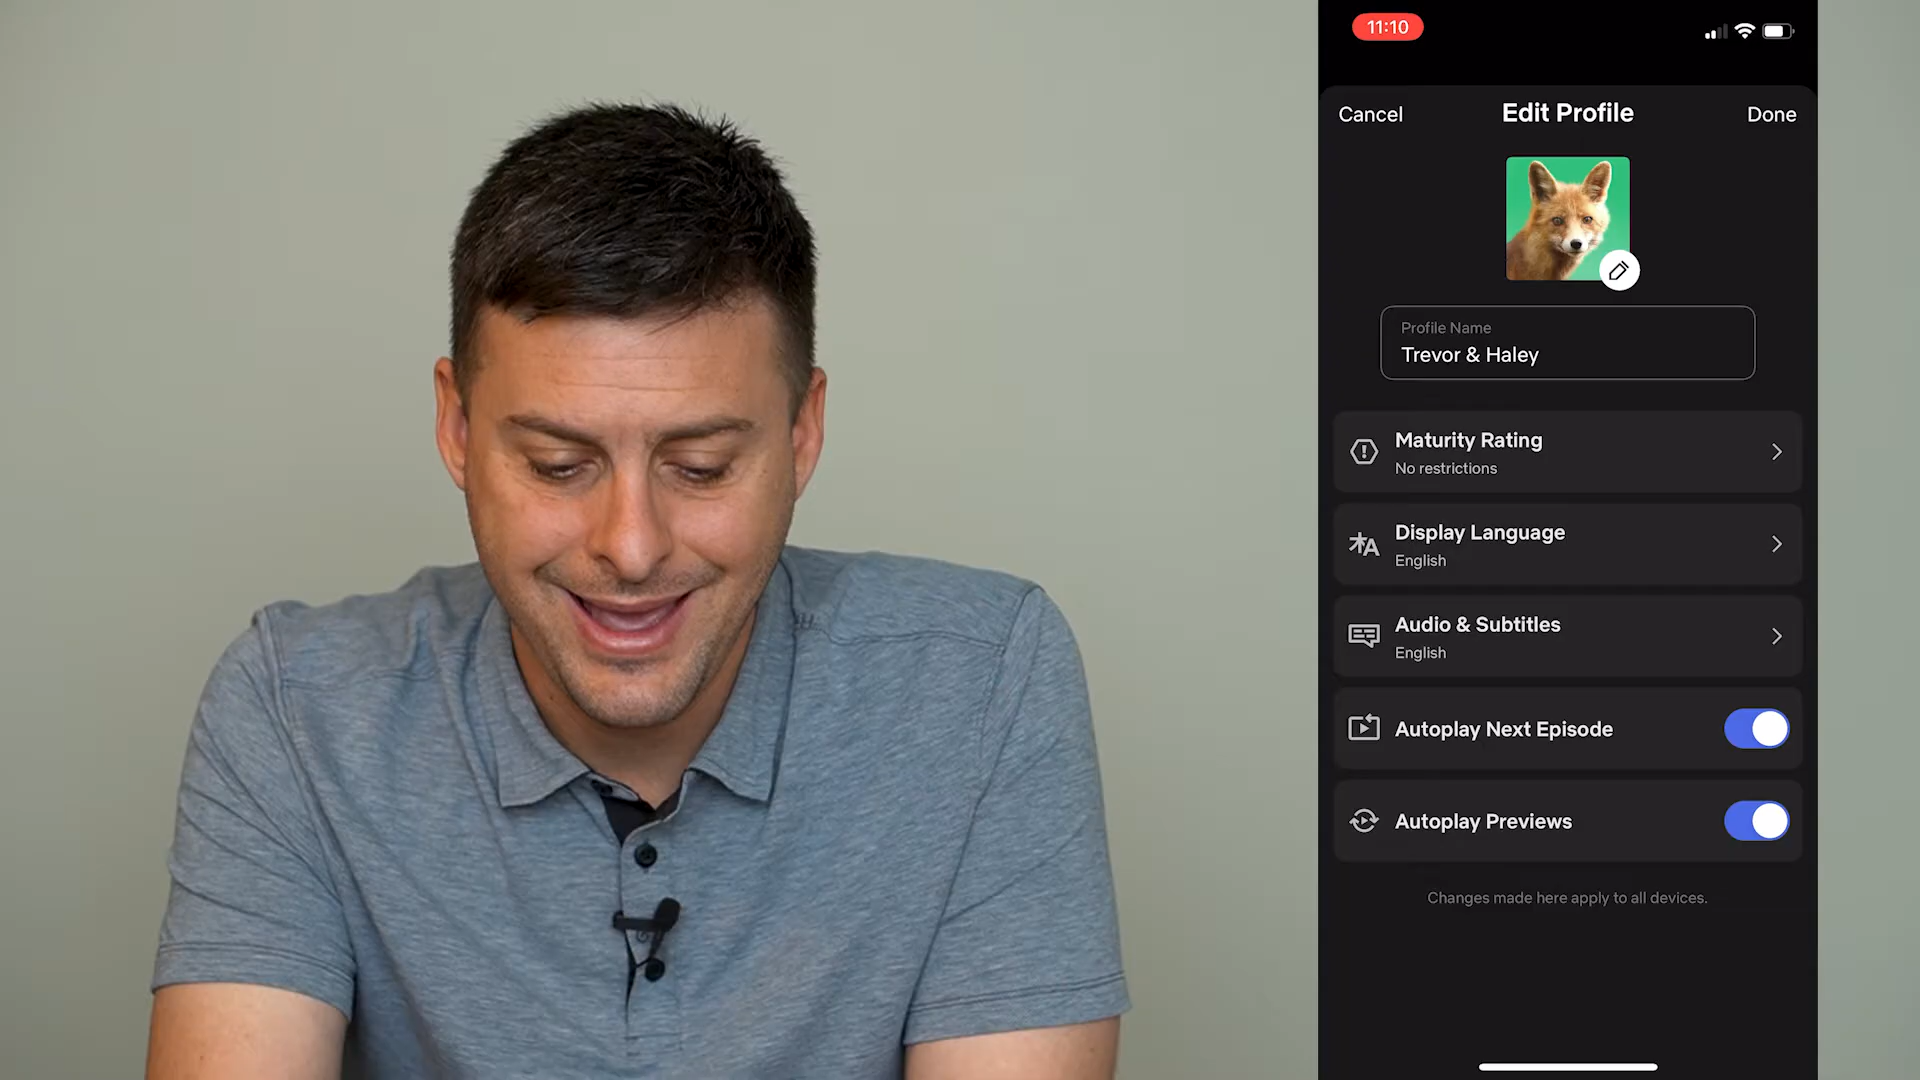 11:10
Cancel
Edit Profile
Done
Profile Name
Trevor & Haley
Maturity Rating
No restrictions
Display Language
English
Audio & Subtitles
English
Autoplay Next Episode
Autoplay Previews
Changes made here apply to all devices.